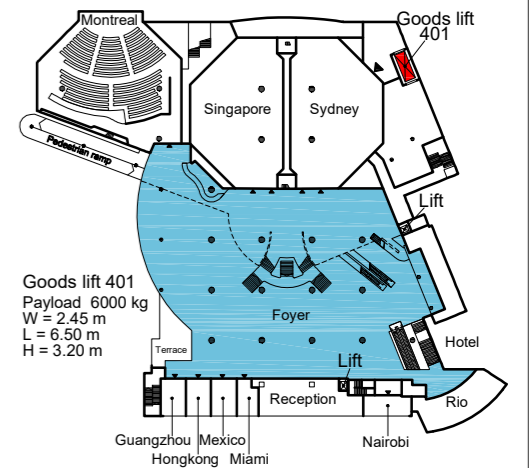 Montreal
Goods lift
401
Singapore
Sydney
Pedestrian ramp
Lift
Goods lift 401
Payload 6000 kg
W = 2.45 m
L = 6.50 m
H = 3.20 m
Foyer
Terrace
Hotel
Lift
Reception
Rio
Guangzhou
Mexico
Nairobi
Hongkong
Miami